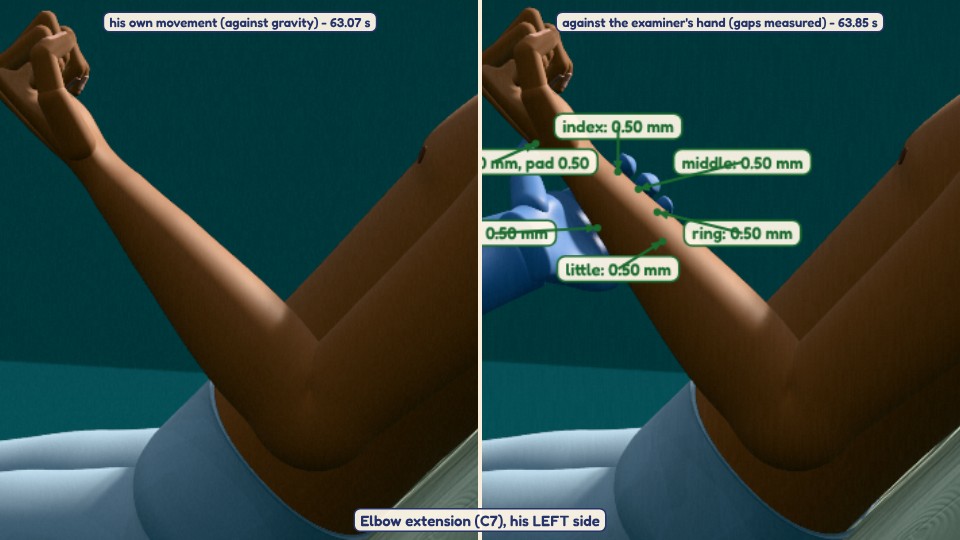 his own movement (against gravity) - 63.07 s
against the examiner's hand (gaps measured) - 63.85 s
index: 0.50 mm
0 mm, pad 0.50
middle: 0.50 mm
0.50 mm
ring: 0.50 mm
little: 0.50 mm
Elbow extension (C7), his LEFT side